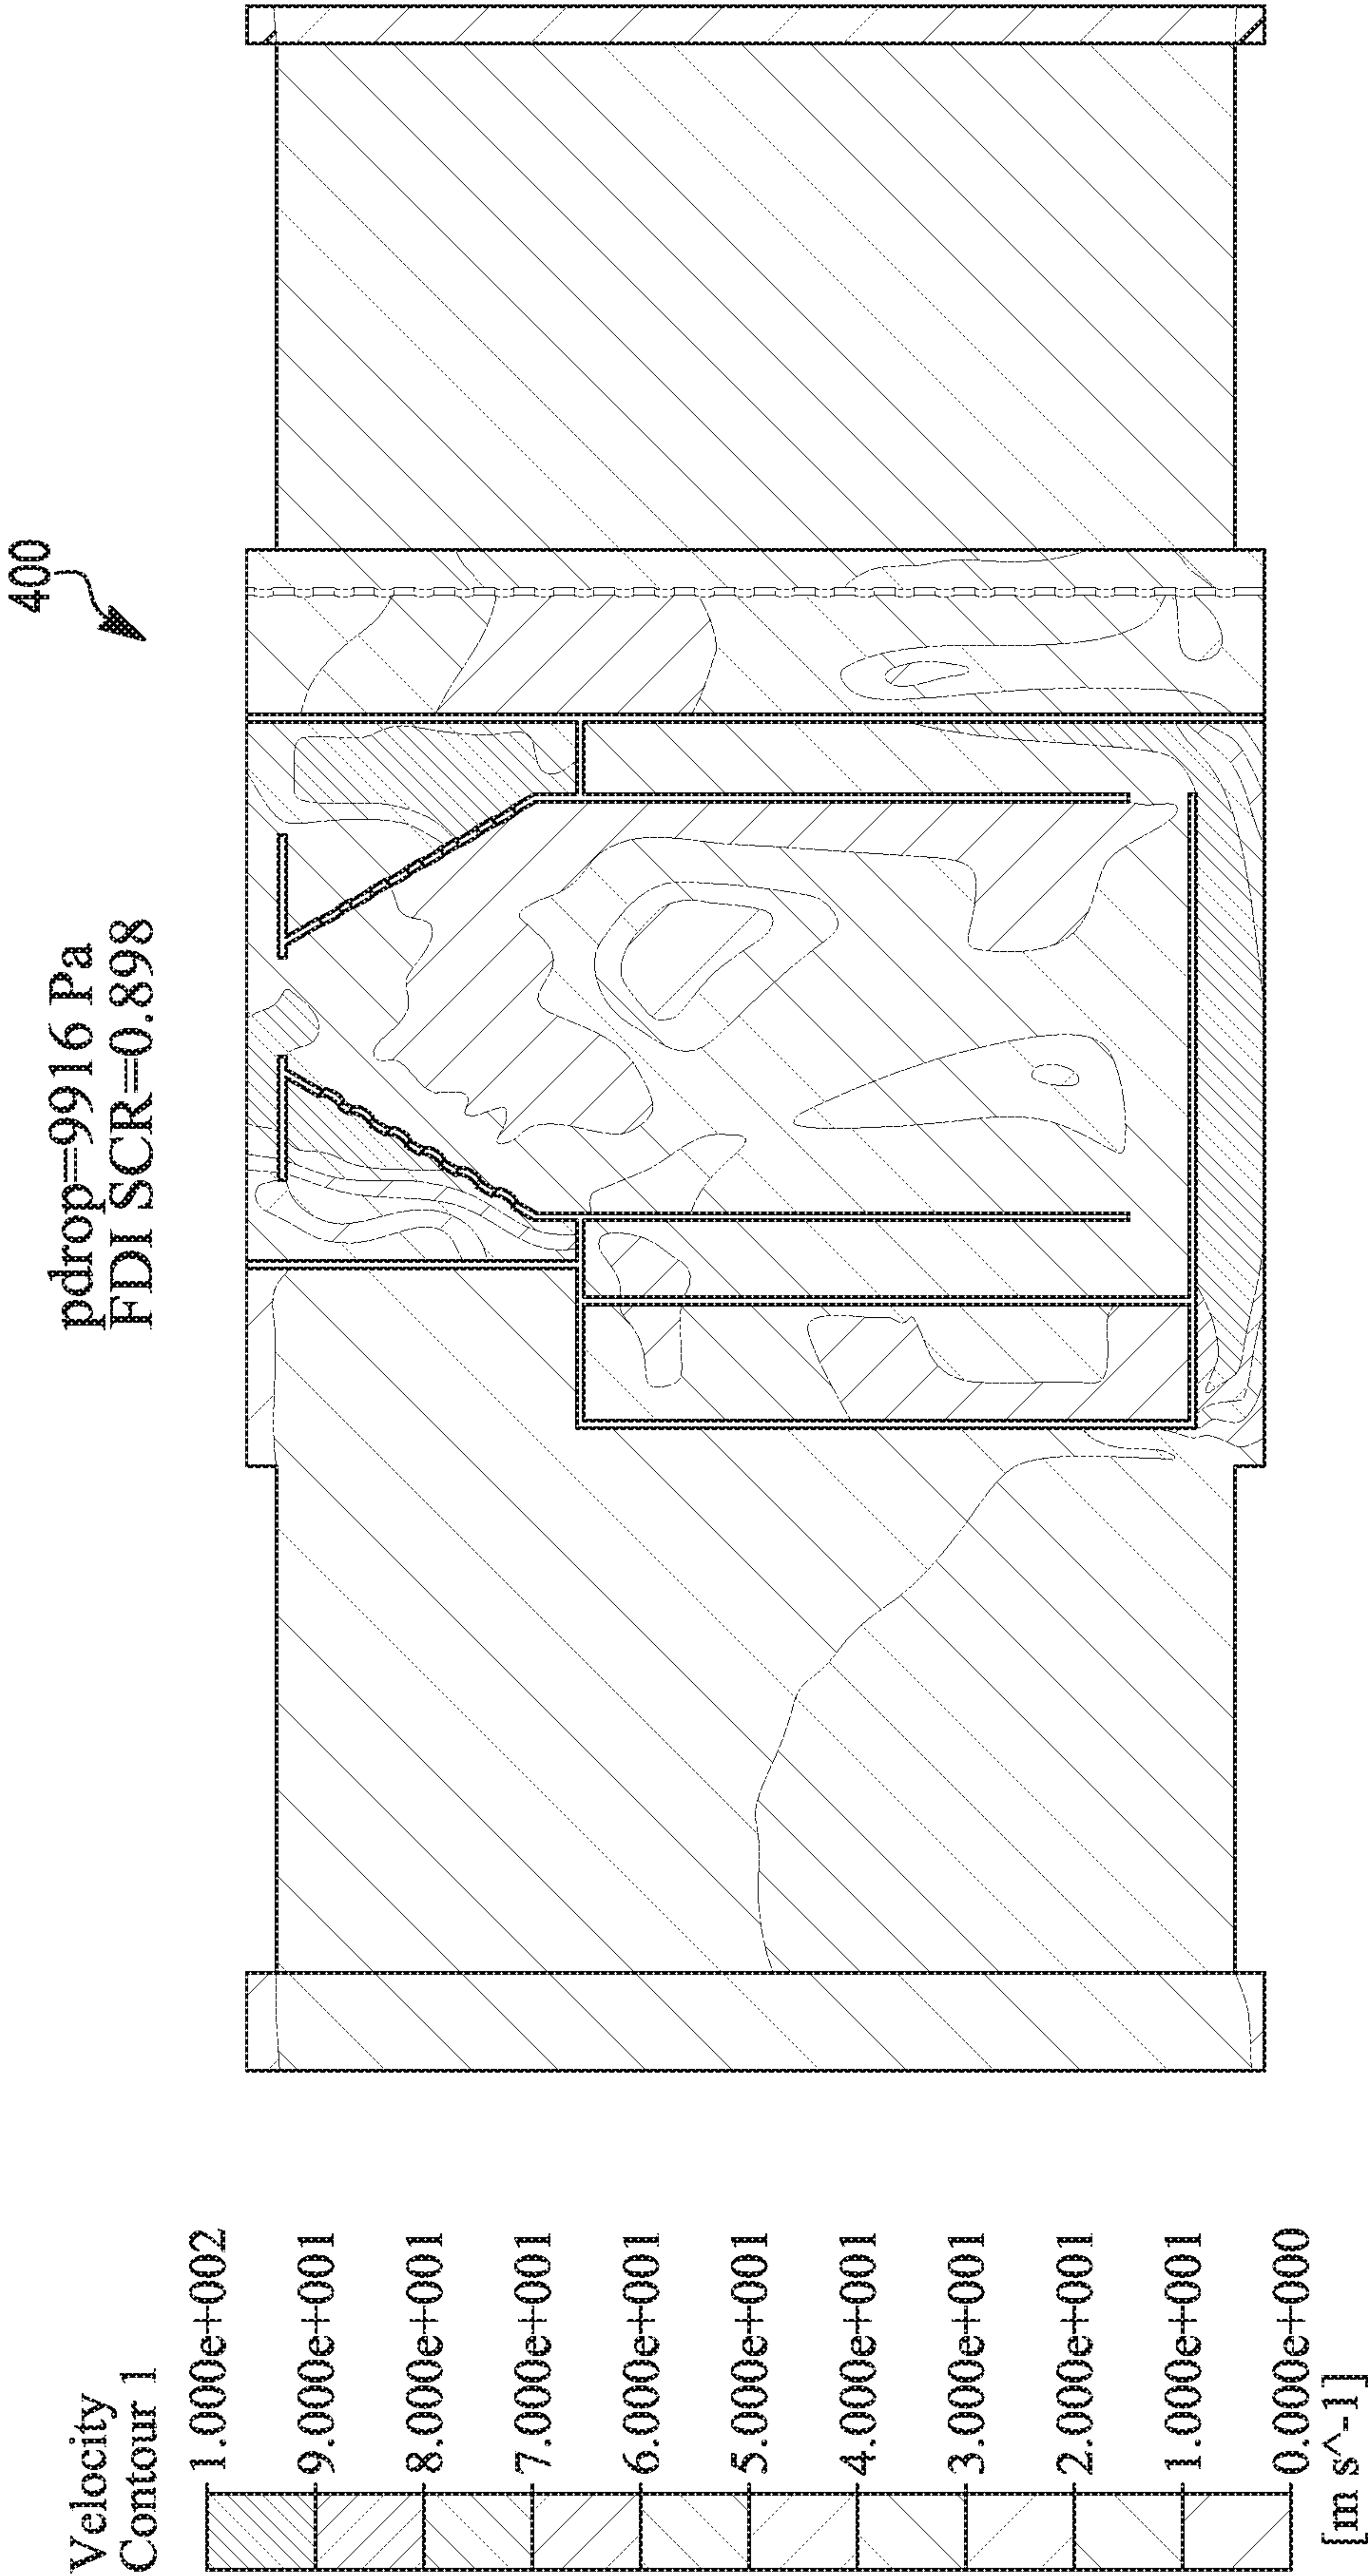 400
pdrop=9916 Pa
FDI SCR=0.898
Velocity
Contour 1
1.000e+002
9.000e+001
8.000e+001
7.000e+001
6.000e+001
5.000e+001
4.000e+001
3.000e+001
2.000e+001
1.000e+001
0.000e+000
[m s^-1]